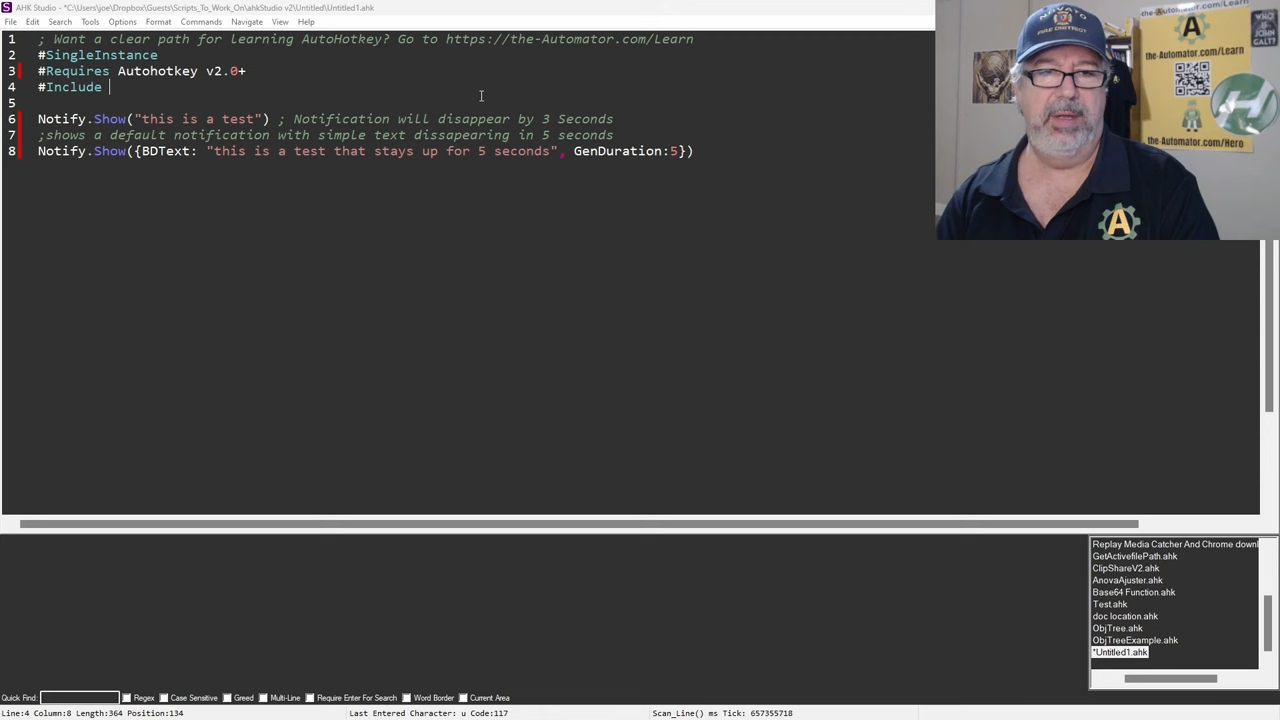 AHK Studio - *C:\Users\joe\Dropbox\Guests\Scripts_To_Work_On\ahkStudio v2\Untitled\Untitled1.ahk
File Edit Search Tools Options Format Commands Navigate View Help
1 ; Want a clear path for learning AutoHotkey? Go to https://the-Automator.com/Learn
2 #SingleInstance
3 #Requires Autohotkey v2.0+
4 #Include
5
6 Notify.Show("this is a test") ; Notification will disappear by 3 Seconds
7 ;shows a default notification with simple text dissapearing in 5 seconds
8 Notify.Show({BDText: "this is a test that stays up for 5 seconds", GenDuration:5})
the-Automator.com/Learn
the-Automator.com/Hero
WHO IS JOHN GALT?
NOVATO
FIRE DISTRICT
A
A
H
Replay Media Catcher And Chrome downl
GetActivefilePath.ahk
ClipShareV2.ahk
AnovaAjuster.ahk
Base64 Function.ahk
Test.ahk
doc location.ahk
ObjTree.ahk
ObjTreeExample.ahk
*Untitled1.ahk
Quick Find: Regex Case Sensitive Greed Multi-Line Require Enter For Search Word Border Current Area
Line:4 Column:8 Length:364 Position:134 Last Entered Character: u Code:117 Scan_Line() ms Tick: 657355718